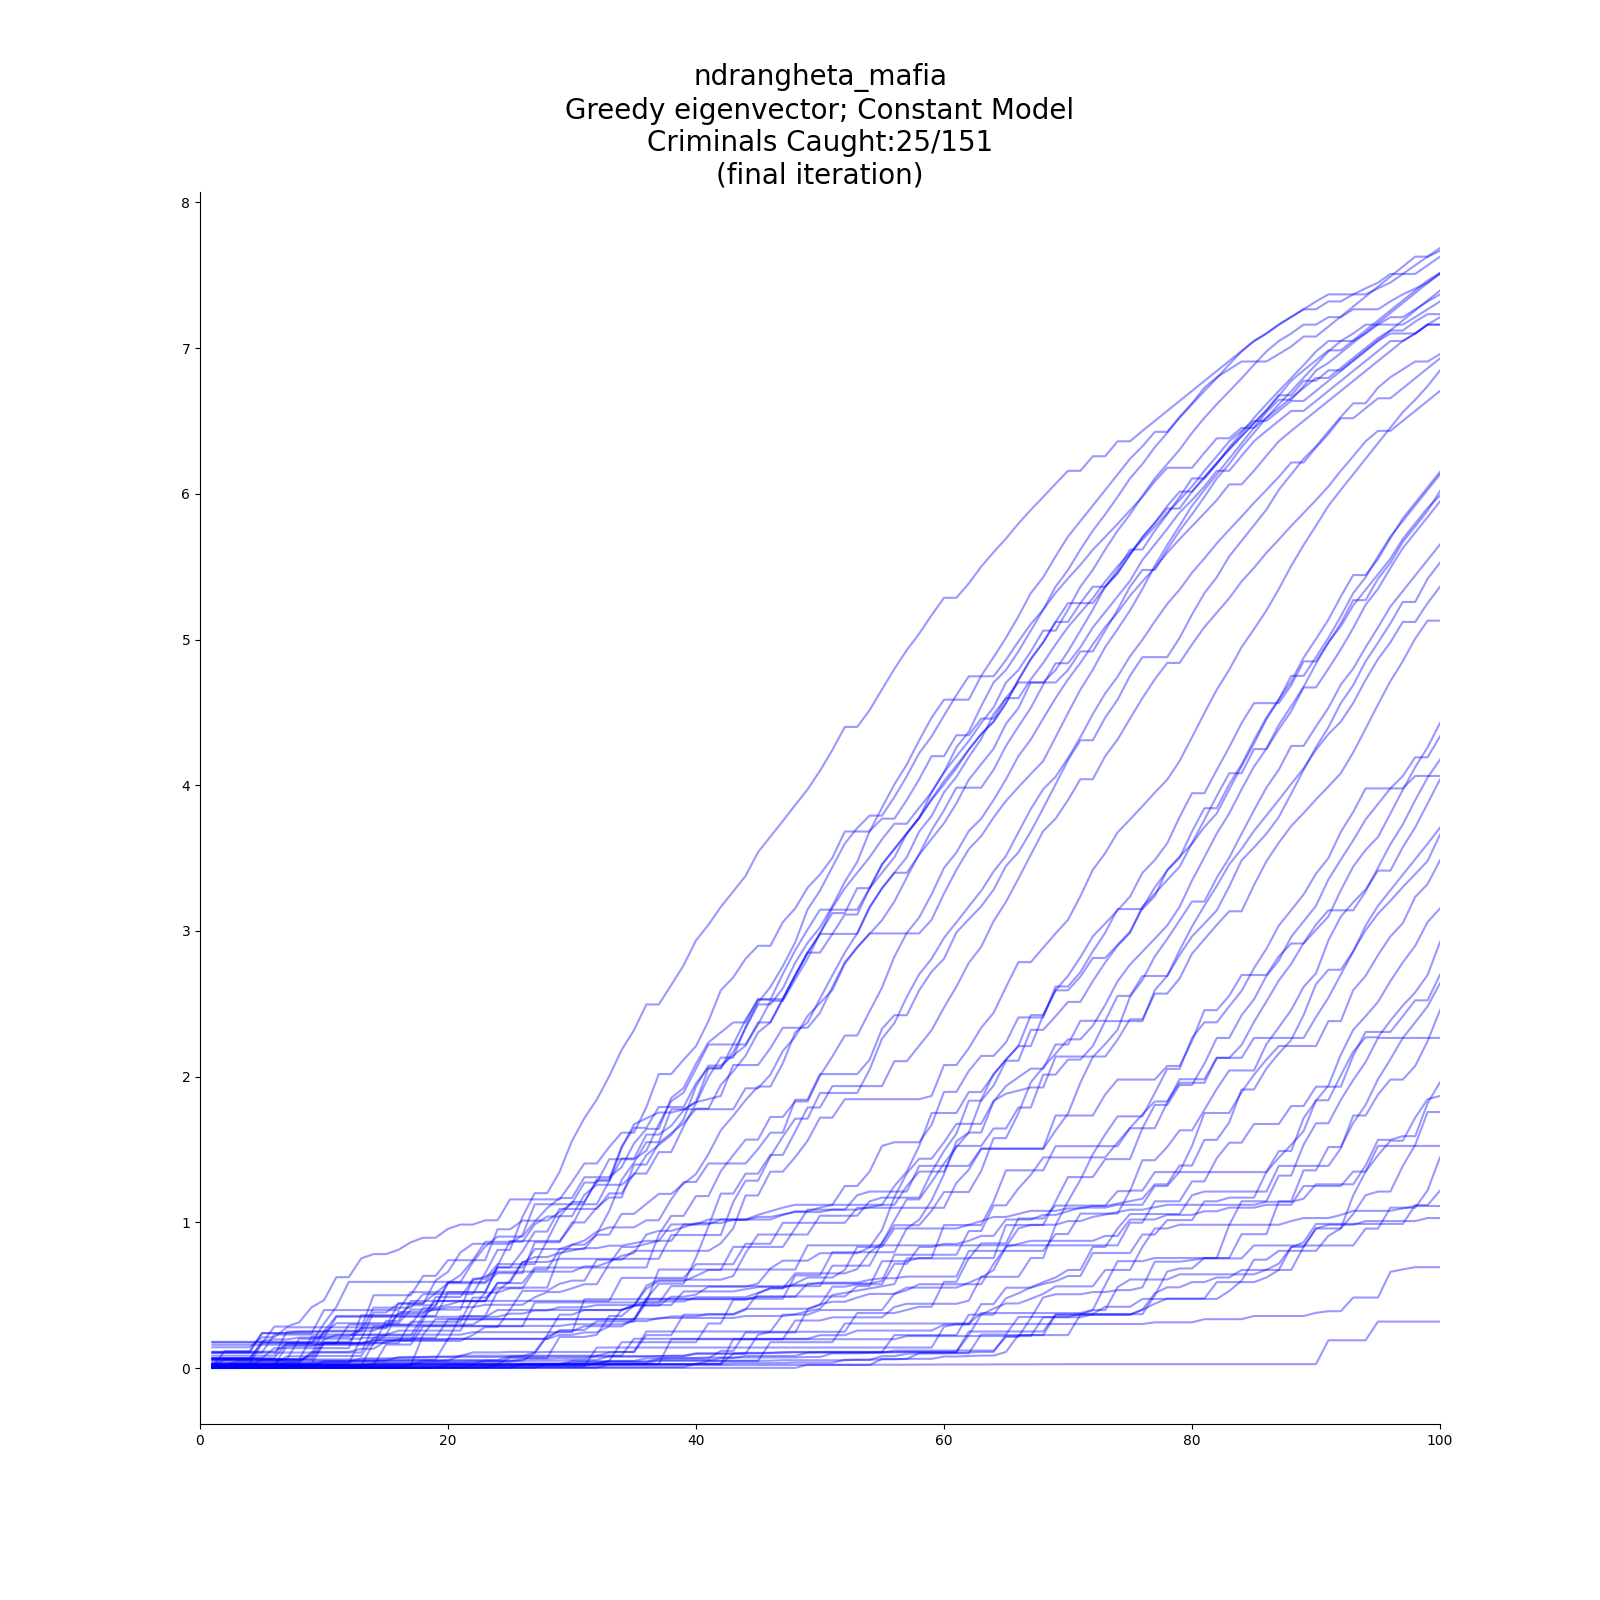 ndrangheta_mafia
Greedy eigenvector; Constant Model
Criminals Caught:25/151
(final iteration)
8
7
6
5
4
3
2
1
0
0 20 40 60 80 100